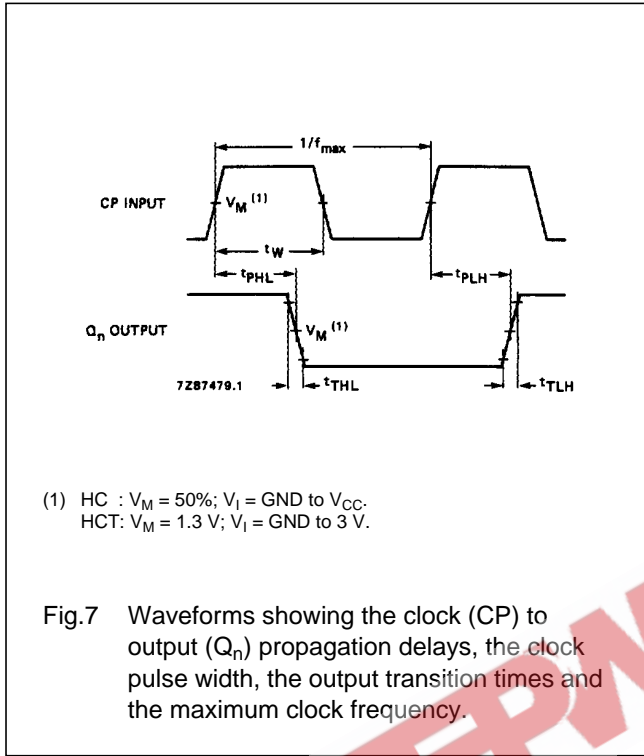 1/fmax
CP INPUT
VM (1)
tW
tPHL
tPLH
Qn OUTPUT
VM (1)
7Z87479.1
tTHL
tTLH
(1) HC : VM = 50%; VI = GND to VCC.
HCT: VM = 1.3 V; VI = GND to 3 V.
Fig.7 Waveforms showing the clock (CP) to
output (Qn) propagation delays, the clock
pulse width, the output transition times and
the maximum clock frequency.